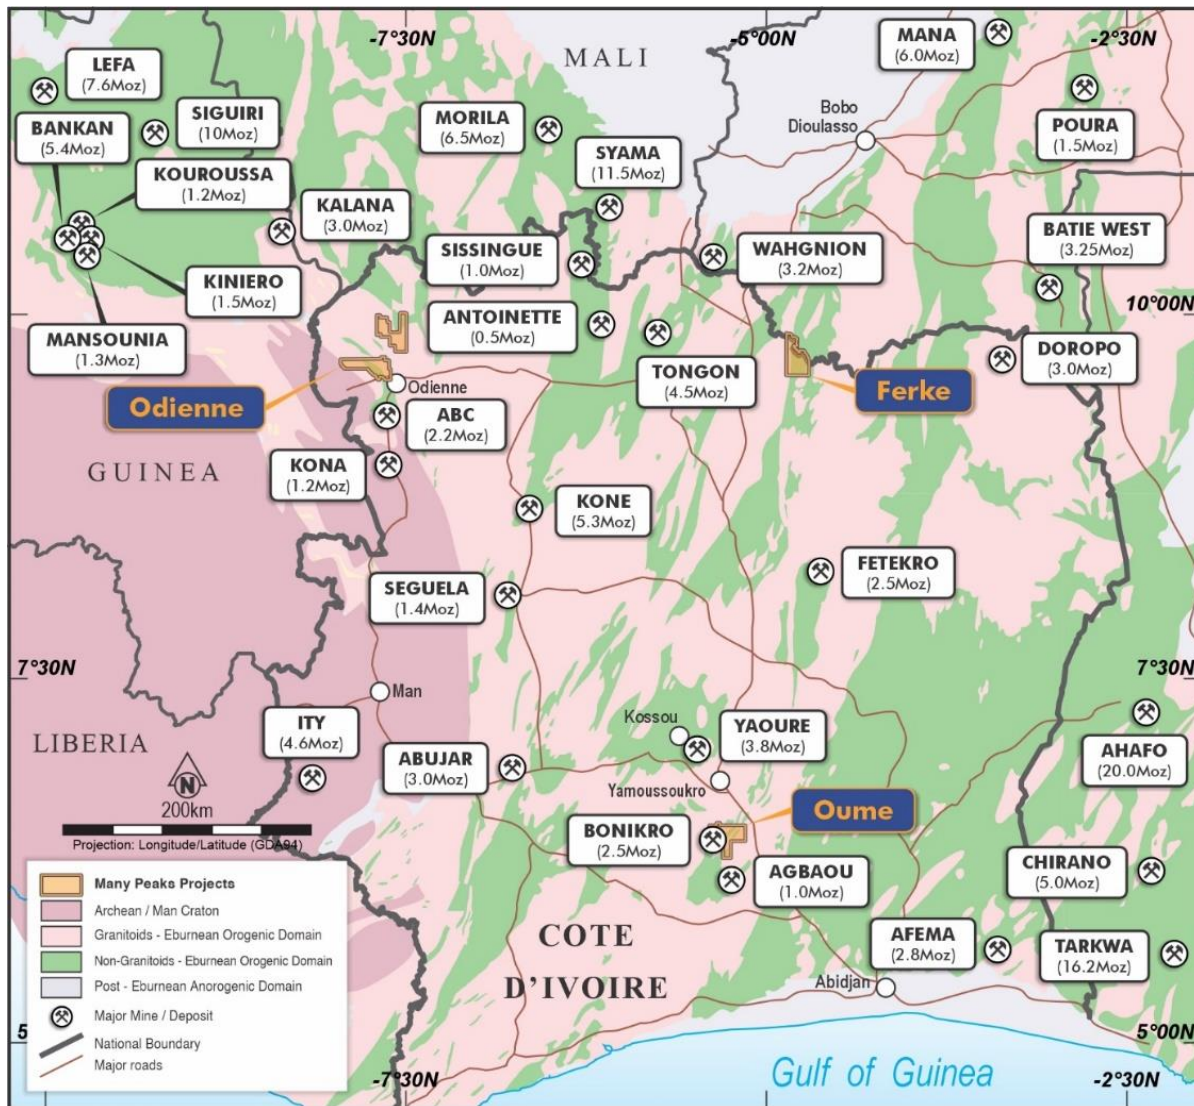 -7°30N
-5°00N
-2°30N
MALI
MANA
(6.0Moz)
LEFA
(7.6Moz)
SIGUIRI
(10Moz)
BANKAN
(5.4Moz)
MORILA
(6.5Moz)
Bobo
Dioulasso
POURA
(1.5Moz)
KOUROUSSA
(1.2Moz)
SYAMA
(11.5Moz)
KALANA
(3.0Moz)
SISSINGUE
(1.0Moz)
WAHGNION
(3.2Moz)
BATIE WEST
(3.25Moz)
KINIERO
(1.5Moz)
10°00N
ANTOINETTE
(0.5Moz)
MANSOUNIA
(1.3Moz)
TONGON
(4.5Moz)
DOROPO
(3.0Moz)
Odienne
Odienne
Ferke
ABC
(2.2Moz)
GUINEA
KONA
(1.2Moz)
KONE
(5.3Moz)
FETEKRO
(2.5Moz)
SEGUELA
(1.4Moz)
7°30N
7°30N
Man
ITY
(4.6Moz)
Kossou
YAOURE
(3.8Moz)
LIBERIA
AHAFO
(20.0Moz)
ABUJAR
(3.0Moz)
Yamoussoukro
N
200km
Projection: Longitude/Latitude (GDA94)
Oume
BONIKRO
(2.5Moz)
AGBAOU
(1.0Moz)
CHIRANO
(5.0Moz)
Many Peaks Projects
Archean / Man Craton
Granitoids - Eburnean Orogenic Domain
Non-Granitoids - Eburnean Orogenic Domain
Post - Eburnean Anorogenic Domain
Major Mine / Deposit
National Boundary
Major roads
COTE
D'IVOIRE
AFEMA
(2.8Moz)
TARKWA
(16.2Moz)
Abidjan
5
5°00N
Gulf of Guinea
-7°30N
-5°00N
-2°30N